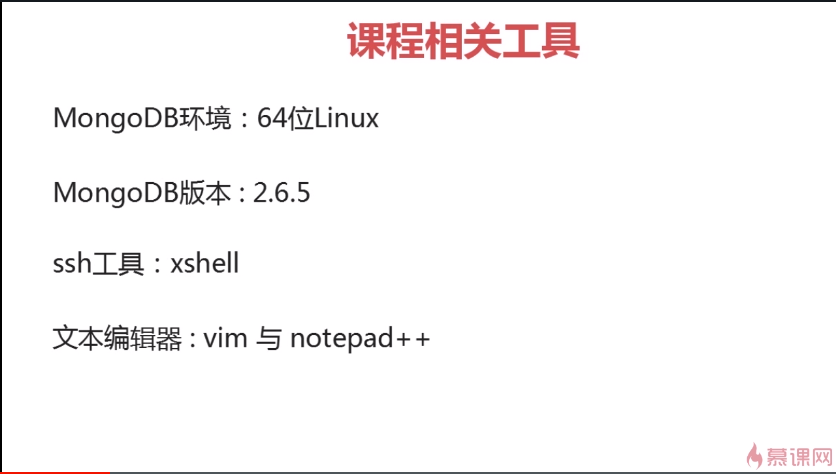 课程相关工具
MongoDB环境：64位Linux
MongoDB版本 : 2.6.5
ssh工具：xshell
文本编辑器 : vim 与 notepad++
慕课网